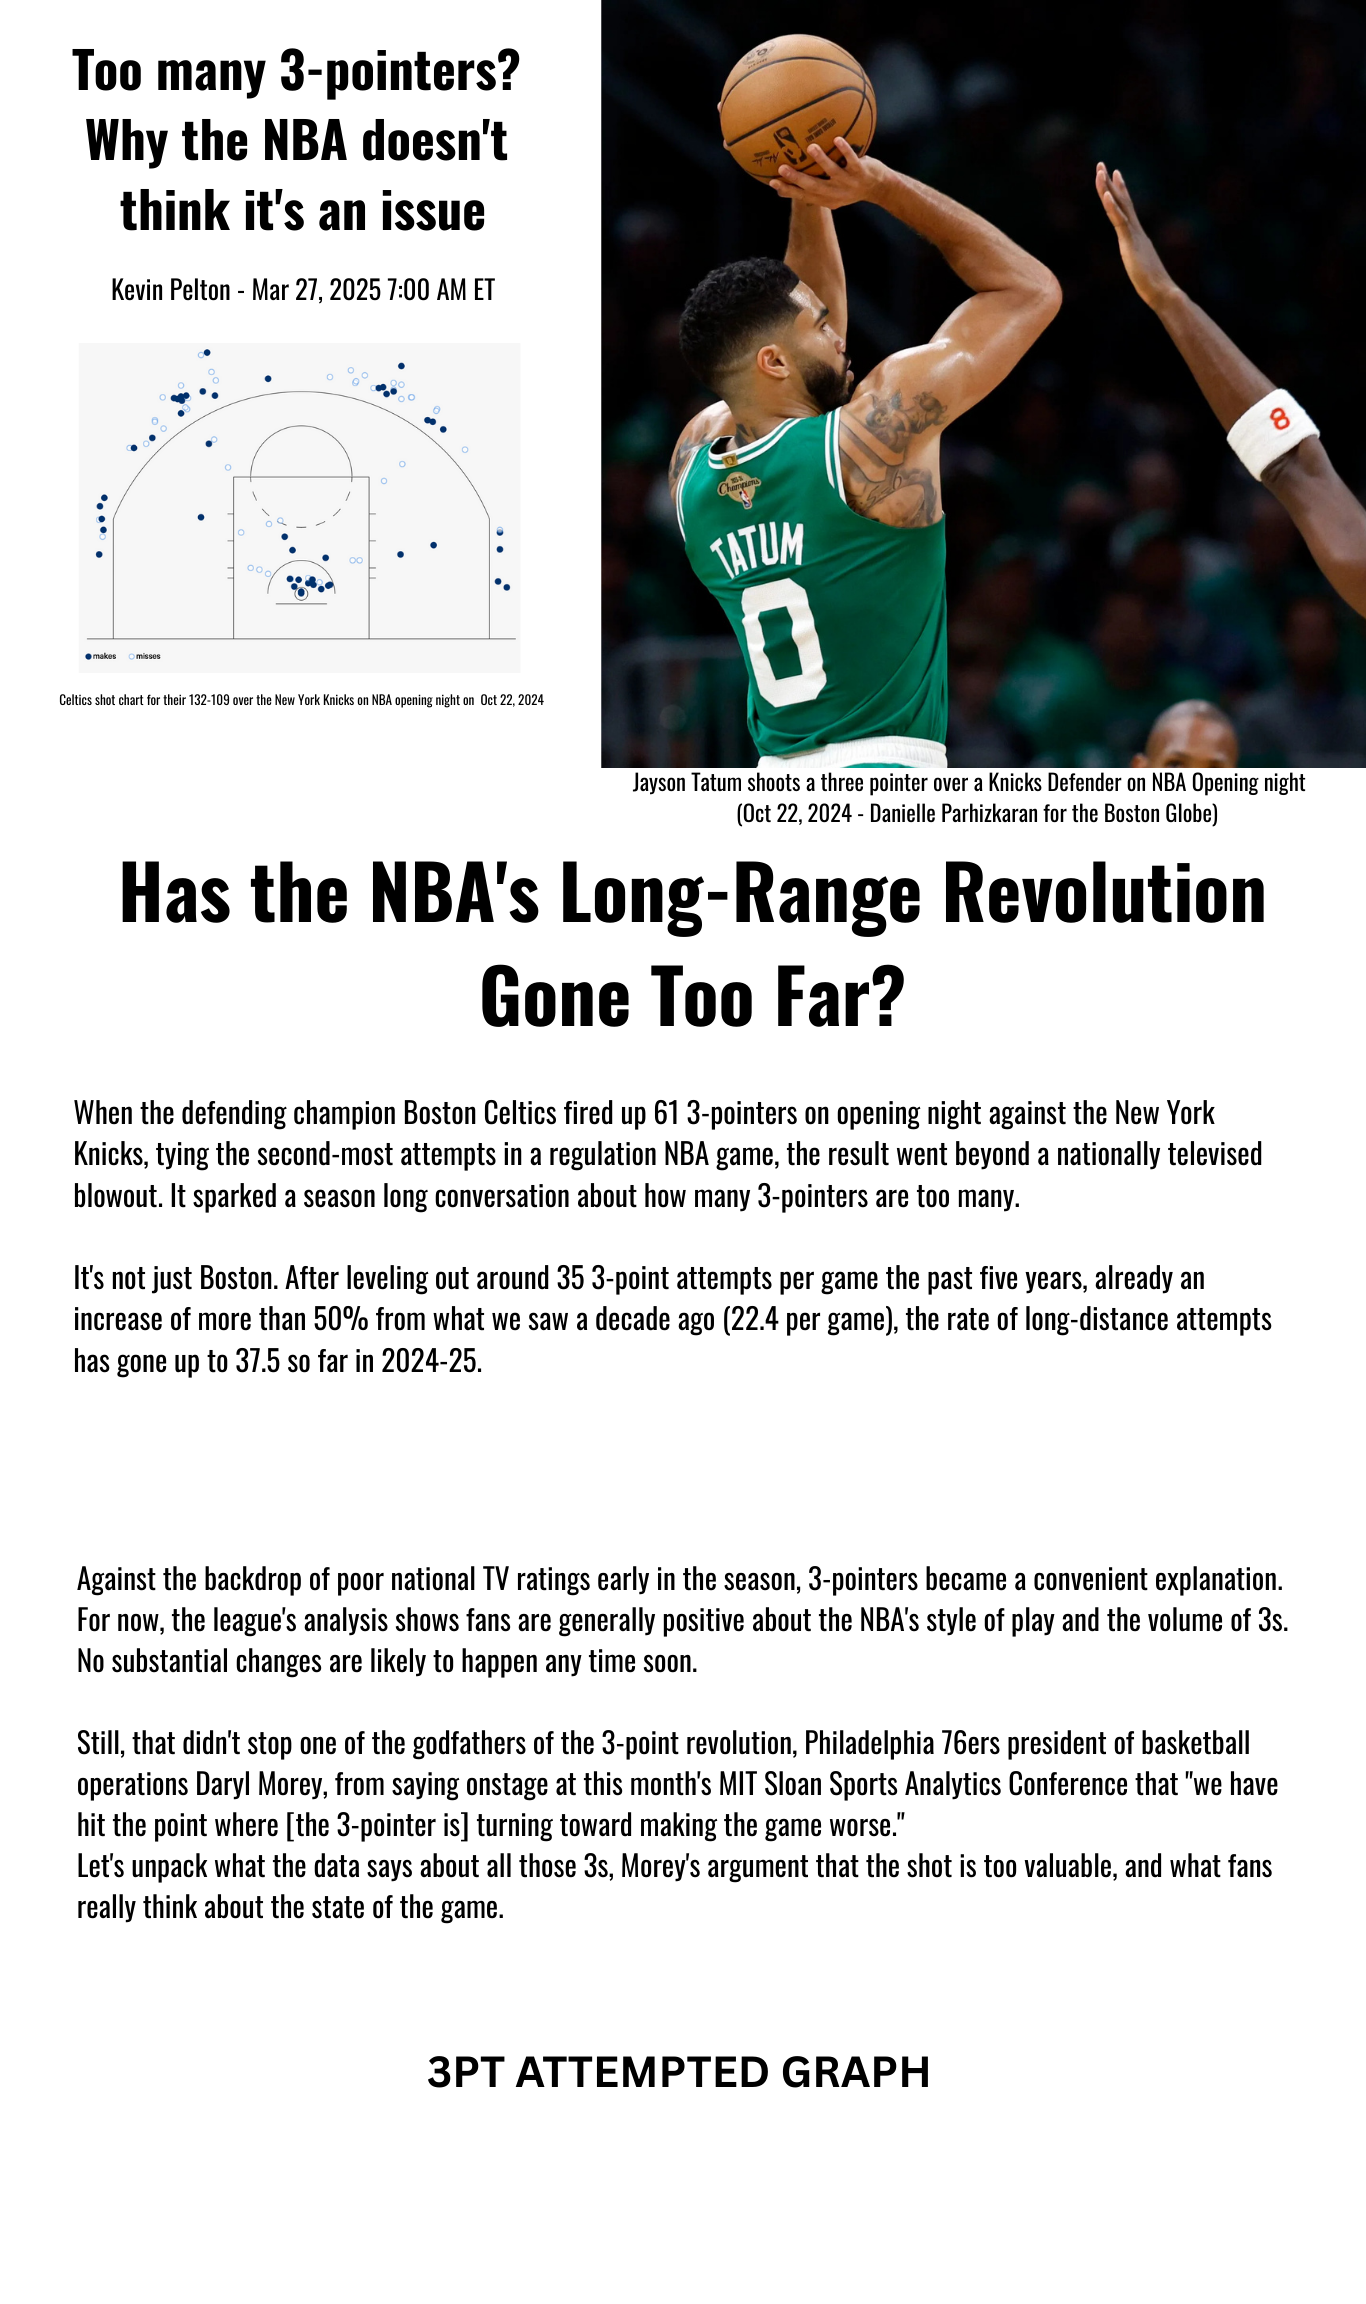 Too many 3-pointers?
Why the NBA doesn't
think it's an issue
Kevin Pelton - Mar 27, 2025 7:00 AM ET
makes misses
Celtics shot chart for their 132-109 over the New York Knicks on NBA opening night on Oct 22, 2024
8
Champions
TATUM
0
Jayson Tatum shoots a three pointer over a Knicks Defender on NBA Opening night
(Oct 22, 2024 - Danielle Parhizkaran for the Boston Globe)
Has the NBA's Long-Range Revolution
Gone Too Far?
When the defending champion Boston Celtics fired up 61 3-pointers on opening night against the New York
Knicks, tying the second-most attempts in a regulation NBA game, the result went beyond a nationally televised
blowout. It sparked a season long conversation about how many 3-pointers are too many.
It's not just Boston. After leveling out around 35 3-point attempts per game the past five years, already an
increase of more than 50% from what we saw a decade ago (22.4 per game), the rate of long-distance attempts
has gone up to 37.5 so far in 2024-25.
Against the backdrop of poor national TV ratings early in the season, 3-pointers became a convenient explanation.
For now, the league's analysis shows fans are generally positive about the NBA's style of play and the volume of 3s.
No substantial changes are likely to happen any time soon.
Still, that didn't stop one of the godfathers of the 3-point revolution, Philadelphia 76ers president of basketball
operations Daryl Morey, from saying onstage at this month's MIT Sloan Sports Analytics Conference that "we have
hit the point where [the 3-pointer is] turning toward making the game worse."
Let's unpack what the data says about all those 3s, Morey's argument that the shot is too valuable, and what fans
really think about the state of the game.
3PT ATTEMPTED GRAPH